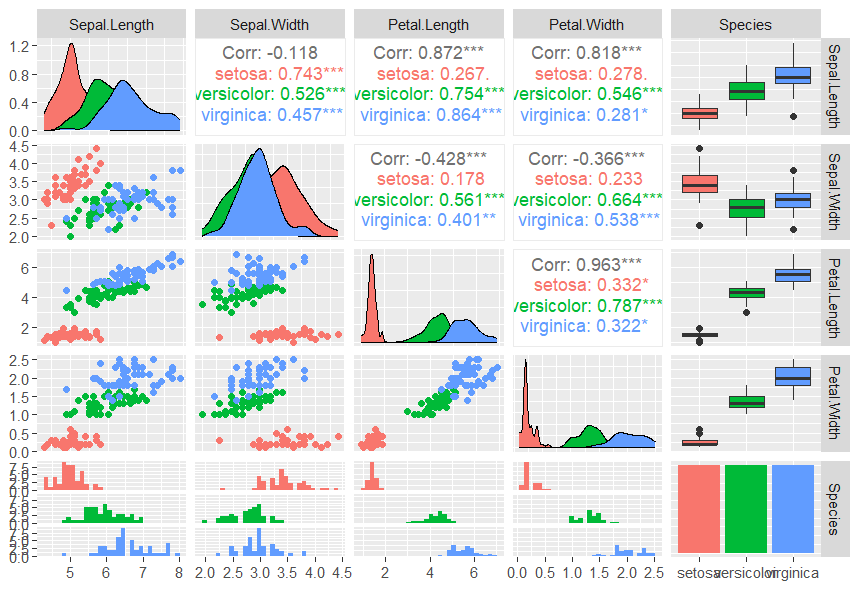 Sepal.Length Sepal.Width Petal.Length Petal.Width Species
1.2
0.8
0.4
0.0
Corr: -0.118
setosa: 0.743***
versicolor: 0.526***
virginica: 0.457***
Corr: 0.872***
setosa: 0.267.
versicolor: 0.754***
virginica: 0.864***
Corr: 0.818***
setosa: 0.278.
versicolor: 0.546***
virginica: 0.281*
Sepal.Length
4.5
4.0
3.5
3.0
2.5
2.0
Corr: -0.428***
setosa: 0.178
versicolor: 0.561***
virginica: 0.401**
Corr: -0.366***
setosa: 0.233
versicolor: 0.664***
virginica: 0.538***
Sepal.Width
6
4
2
Corr: 0.963***
setosa: 0.332*
versicolor: 0.787***
virginica: 0.322*
Petal.Length
2.5
2.0
1.5
1.0
0.5
0.0
Petal.Width
7.5
5.0
2.5
0.0
7.5
5.0
2.5
0.0
7.5
5.0
2.5
0.0
Species
5 6 7 8
2.0 2.5 3.0 3.5 4.0 4.5
2 4 6
0.0 0.5 1.0 1.5 2.0 2.5
setosa versicolor virginica